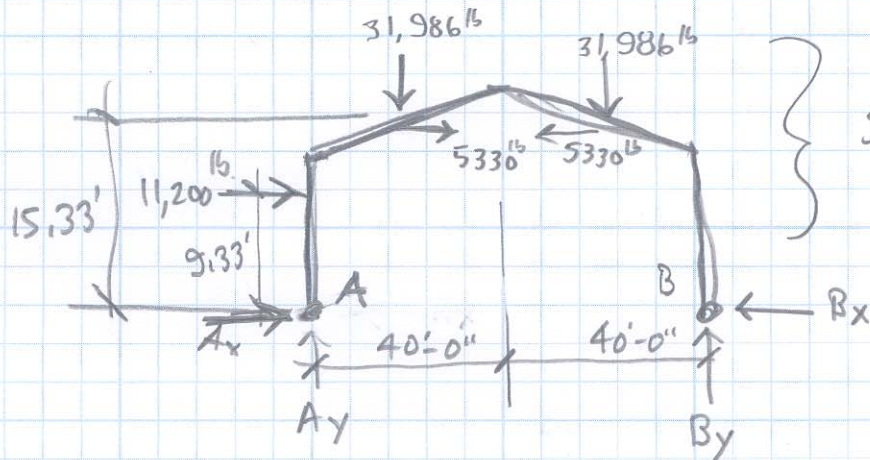 31,986 lb
31,986 lb
5330 lb
5330 lb
11,200 lb
15.33'
9.33'
A
B
Ax
Bx
40'-0"
40'-0"
Ay
By